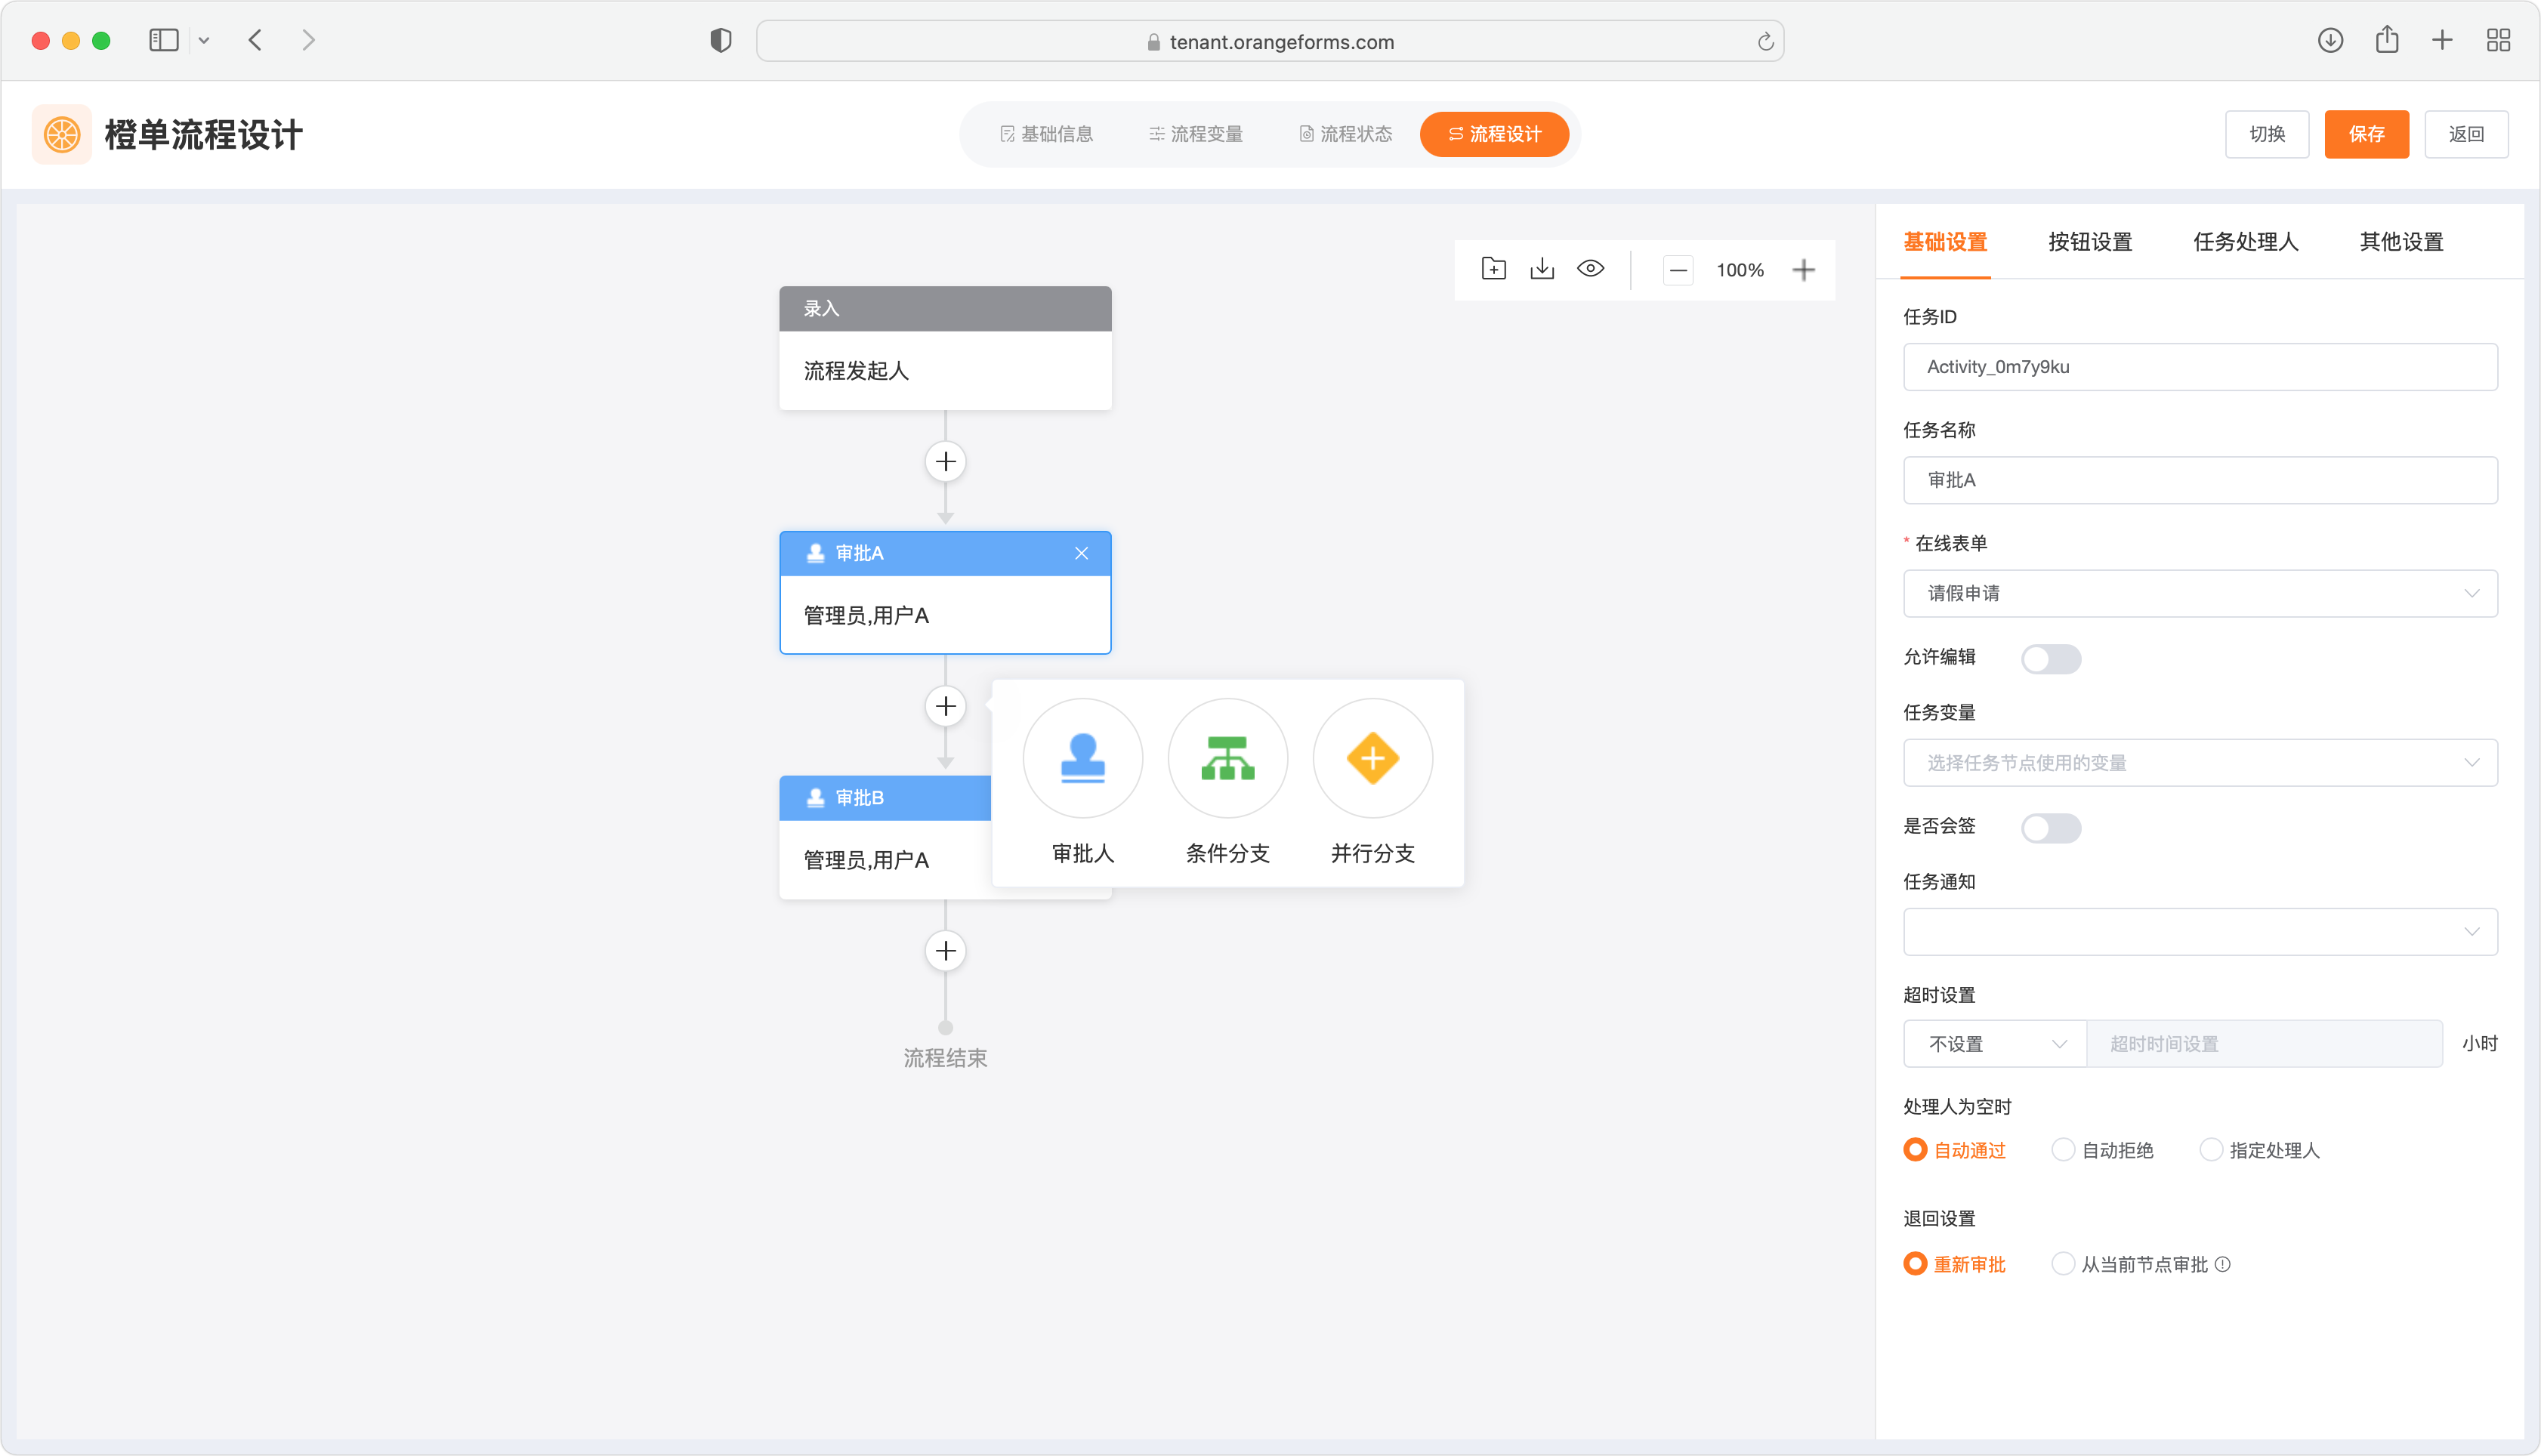 tenant.orangeforms.com
橙单流程设计
基础信息
流程变量
流程状态
流程设计
切换
保存
返回
100%
录入
流程发起人
审批A
管理员,用户A
审批B
管理员,用户A
审批人
条件分支
并行分支
流程结束
基础设置
按钮设置
任务处理人
其他设置
任务ID
Activity_0m7y9ku
任务名称
审批A
* 在线表单
请假申请
允许编辑
任务变量
选择任务节点使用的变量
是否会签
任务通知
超时设置
不设置
超时时间设置
小时
处理人为空时
自动通过
自动拒绝
指定处理人
退回设置
重新审批
从当前节点审批